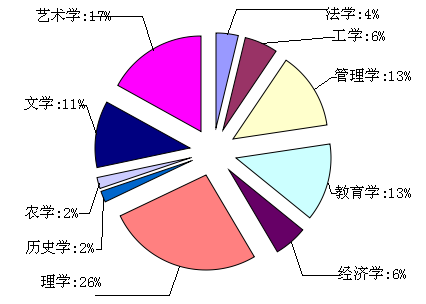 艺术学:17%
法学:4%
工学:6%
管理学:13%
文学:11%
教育学:13%
农学:2%
历史学:2%
经济学:6%
理学:26%